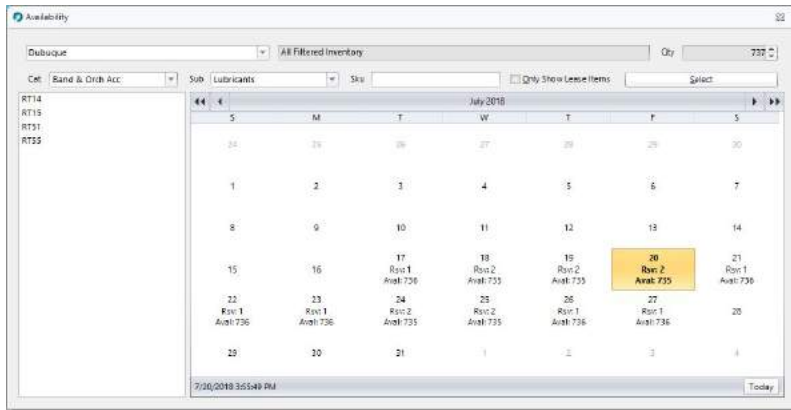 Availability
Dubuque All Filtered Inventory Qty 737
Cat Band & Orch Acc Sub Lubricants Sku Only Show Lease Items Select
RT14
RT15
RT51
RT55
July 2018
S M T W T F S
24 25 26 27 28 29 30
1 2 3 4 5 6 7
8 9 10 11 12 13 14
15 16 17 18 19 20 21
Rsv: 1 Rsv: 2 Rsv: 2 Rsv: 2 Rsv: 1
Avail: 736 Avail: 735 Avail: 735 Avail: 735 Avail: 736
22 23 24 25 26 27 28
Rsv: 1 Rsv: 1 Rsv: 2 Rsv: 2 Rsv: 1 Rsv: 1
Avail: 736 Avail: 736 Avail: 735 Avail: 735 Avail: 736 Avail: 736
29 30 31 1 2 3 4
7/20/2018 3:55:49 PM Today